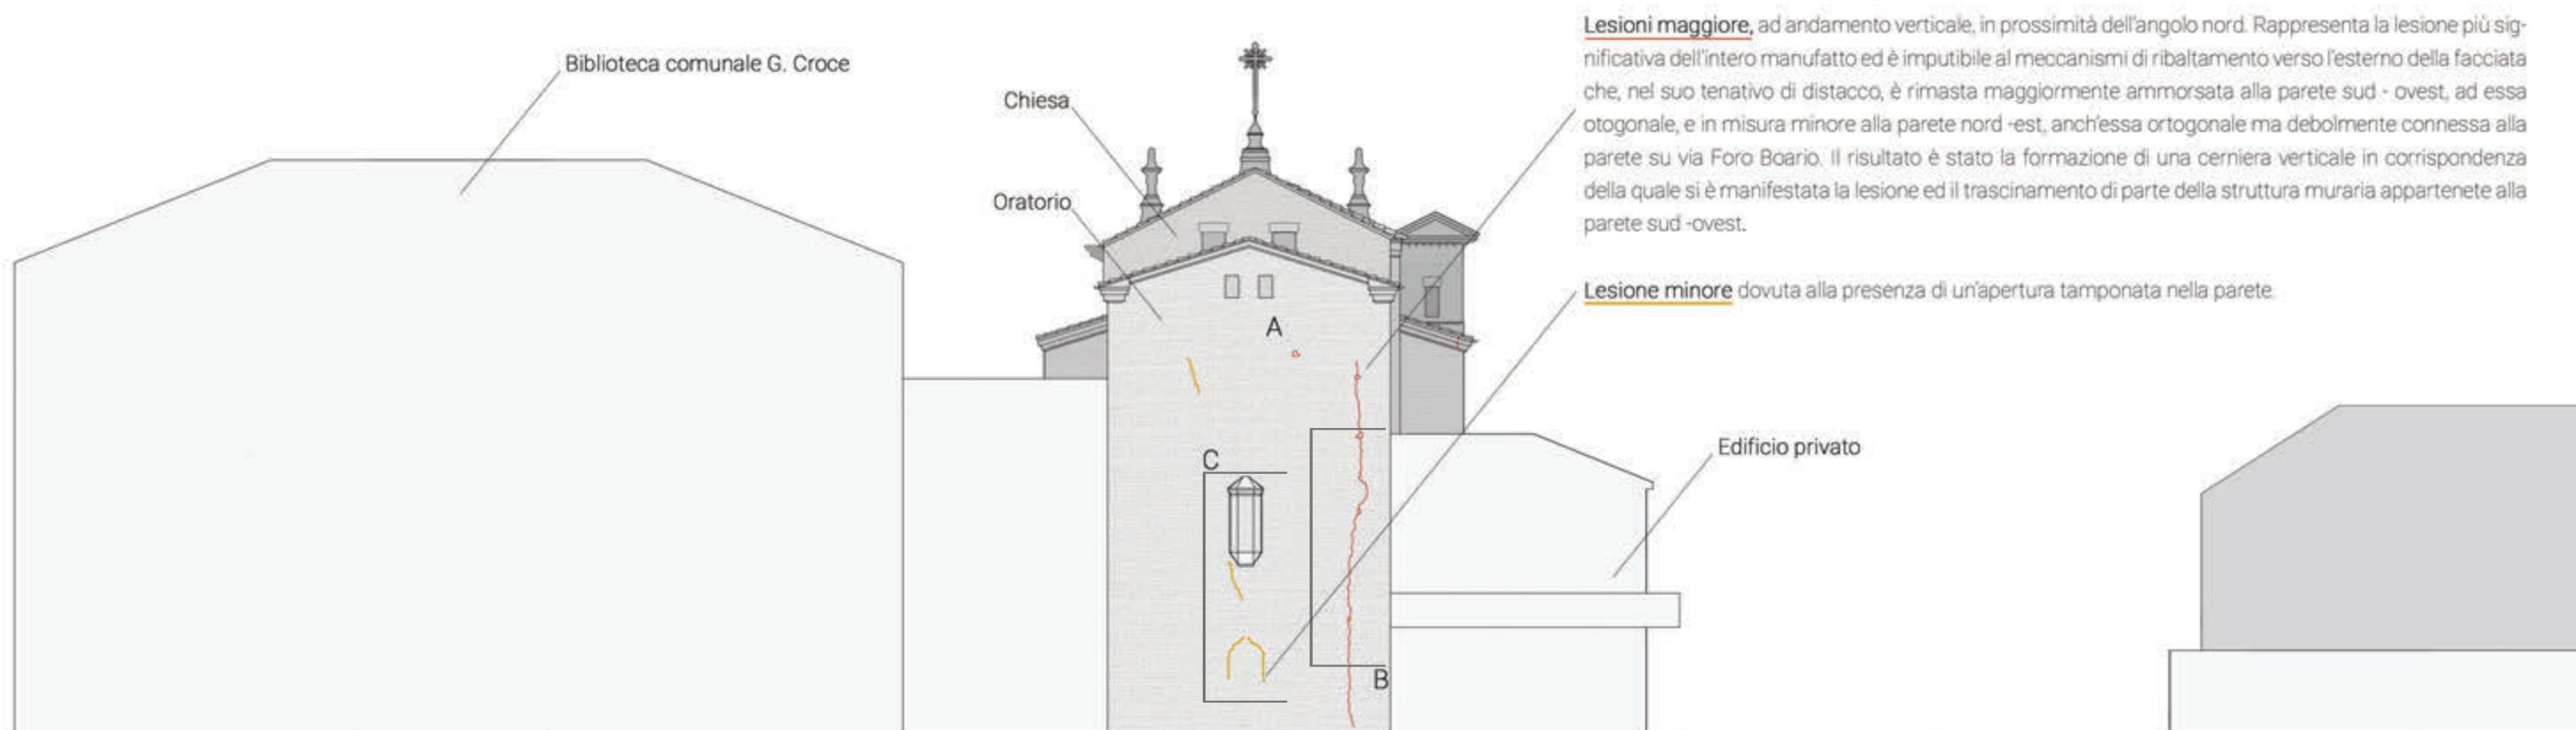 Biblioteca comunale G. Croce
Chiesa
Oratorio
A
C
B
Lesioni maggiore, ad andamento verticale, in prossimità dell'angolo nord. Rappresenta la lesione più sig-
nificativa dell'intero manufatto ed è imputibile al meccanismi di ribaltamento verso l'esterno della facciata
che, nel suo tenativo di distacco, è rimasta maggiormente ammorsata alla parete sud - ovest, ad essa
otogonale, e in misura minore alla parete nord -est, anch'essa ortogonale ma debolmente connessa alla
parete su via Foro Boario. Il risultato è stato la formazione di una cerniera verticale in corrispondenza
della quale si è manifestata la lesione ed il trascinamento di parte della struttura muraria appartenete alla
parete sud -ovest.
Lesione minore dovuta alla presenza di un'apertura tamponata nella parete.
Edificio privato